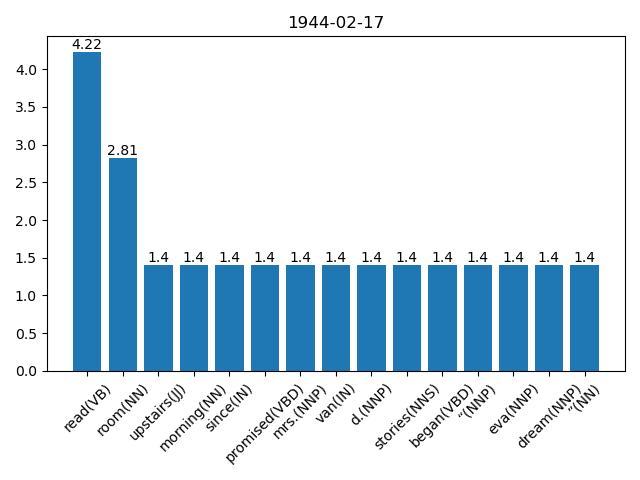 1944-02-17
4.22
2.81
1.4 1.4 1.4 1.4 1.4 1.4 1.4 1.4 1.4 1.4 1.4 1.4 1.4
4.0
3.5
3.0
2.5
2.0
1.5
1.0
0.5
0.0
read(VB)
room(NN)
upstairs(JJ)
morning(NN)
since(IN)
promised(VBD)
mrs.(NNP)
van(IN)
d.(NNP)
stories(NNS)
began(VBD)
“(NNP)
eva(NNP)
dream(NNP)
”(NN)